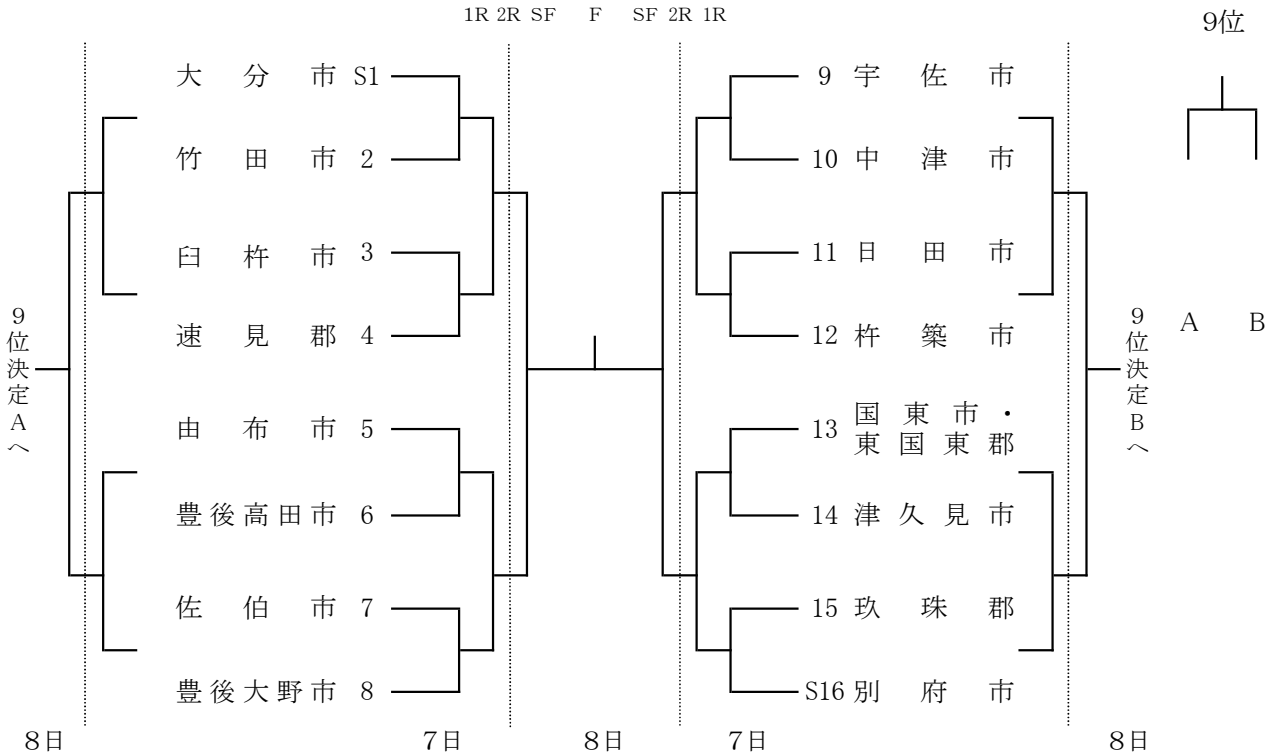 1R 2R SF F SF 2R 1R
9位
大分市 S1
竹田市 2
臼杵市 3
速見郡 4
由布市 5
豊後高田市 6
佐伯市 7
豊後大野市 8
9 宇佐市
10 中津市
11 日田市
12 杵築市
13 国東市・
東国東郡
14 津久見市
15 玖珠郡
S16 別府市
9位決定Aへ
9位決定Bへ
A B
8日 7日 8日 7日 8日